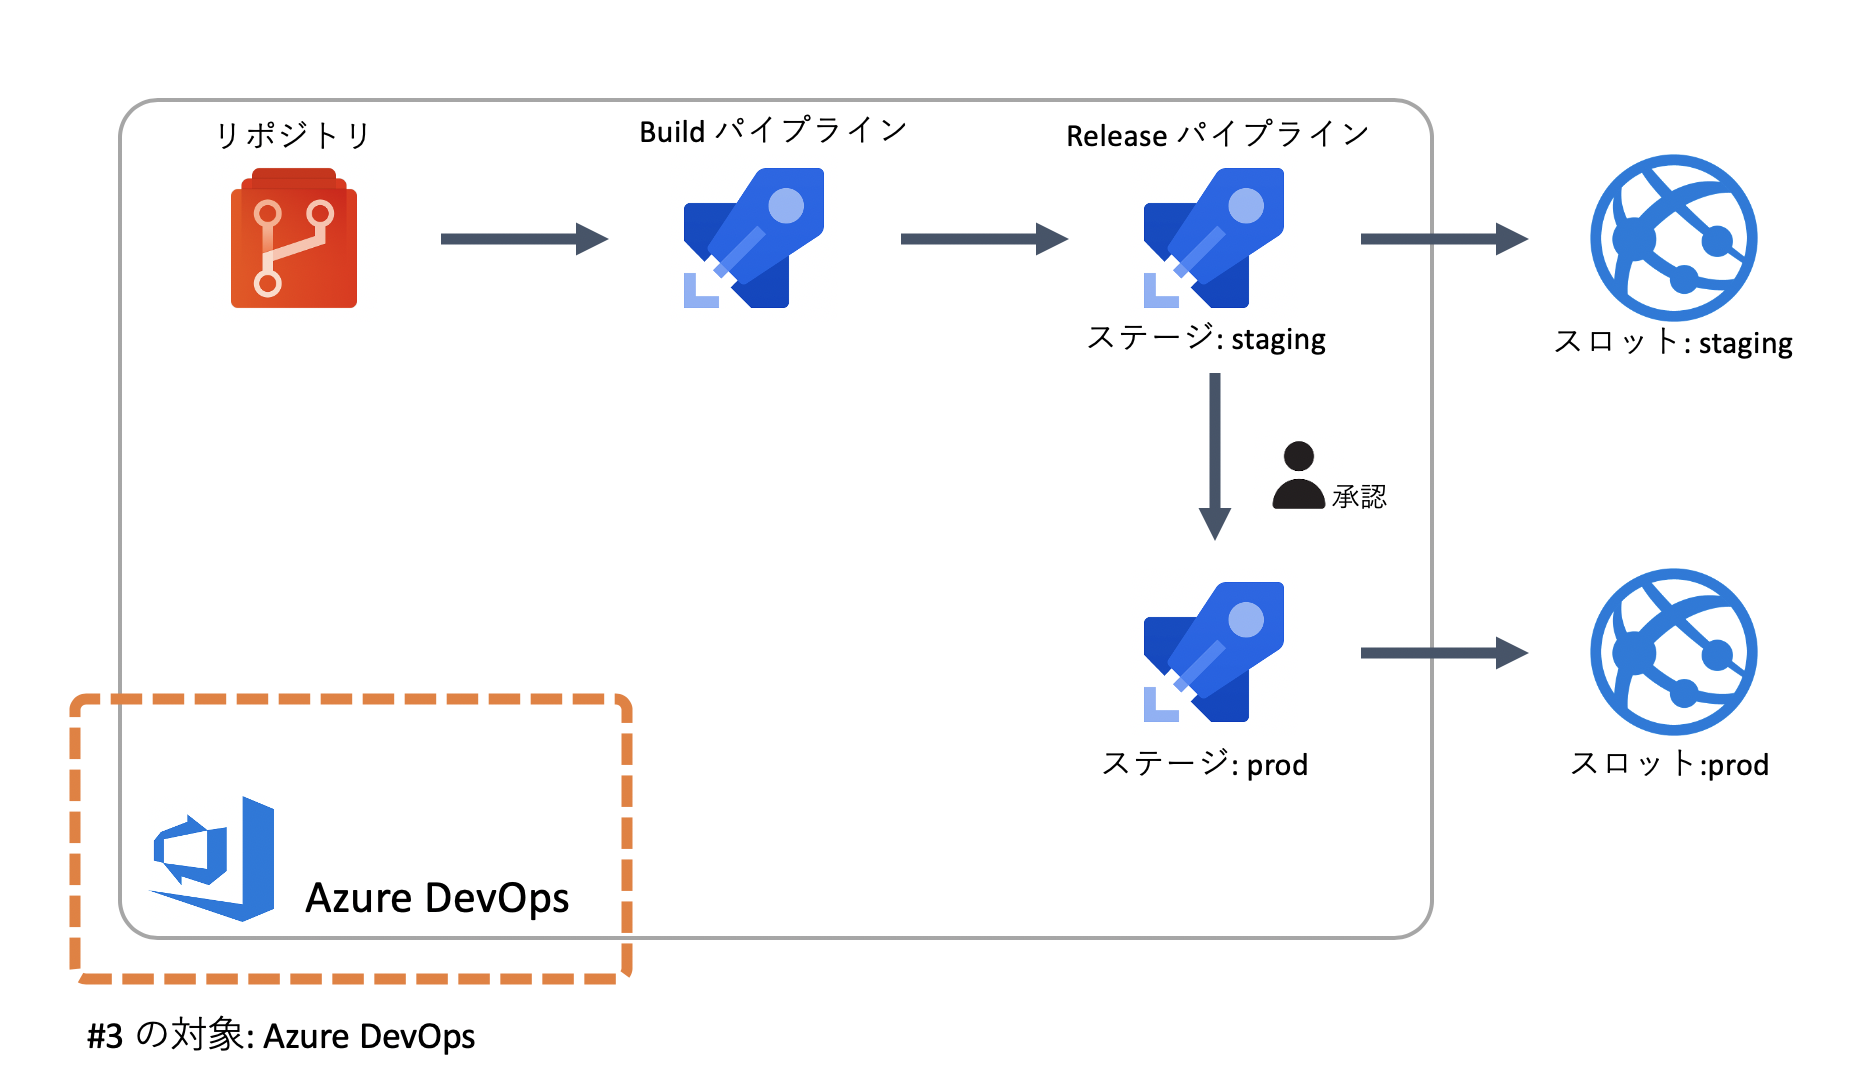 リポジトリ
Build パイプライン
Release パイプライン
ステージ: staging
スロット: staging
承認
ステージ: prod
スロット:prod
Azure DevOps
#3 の対象: Azure DevOps